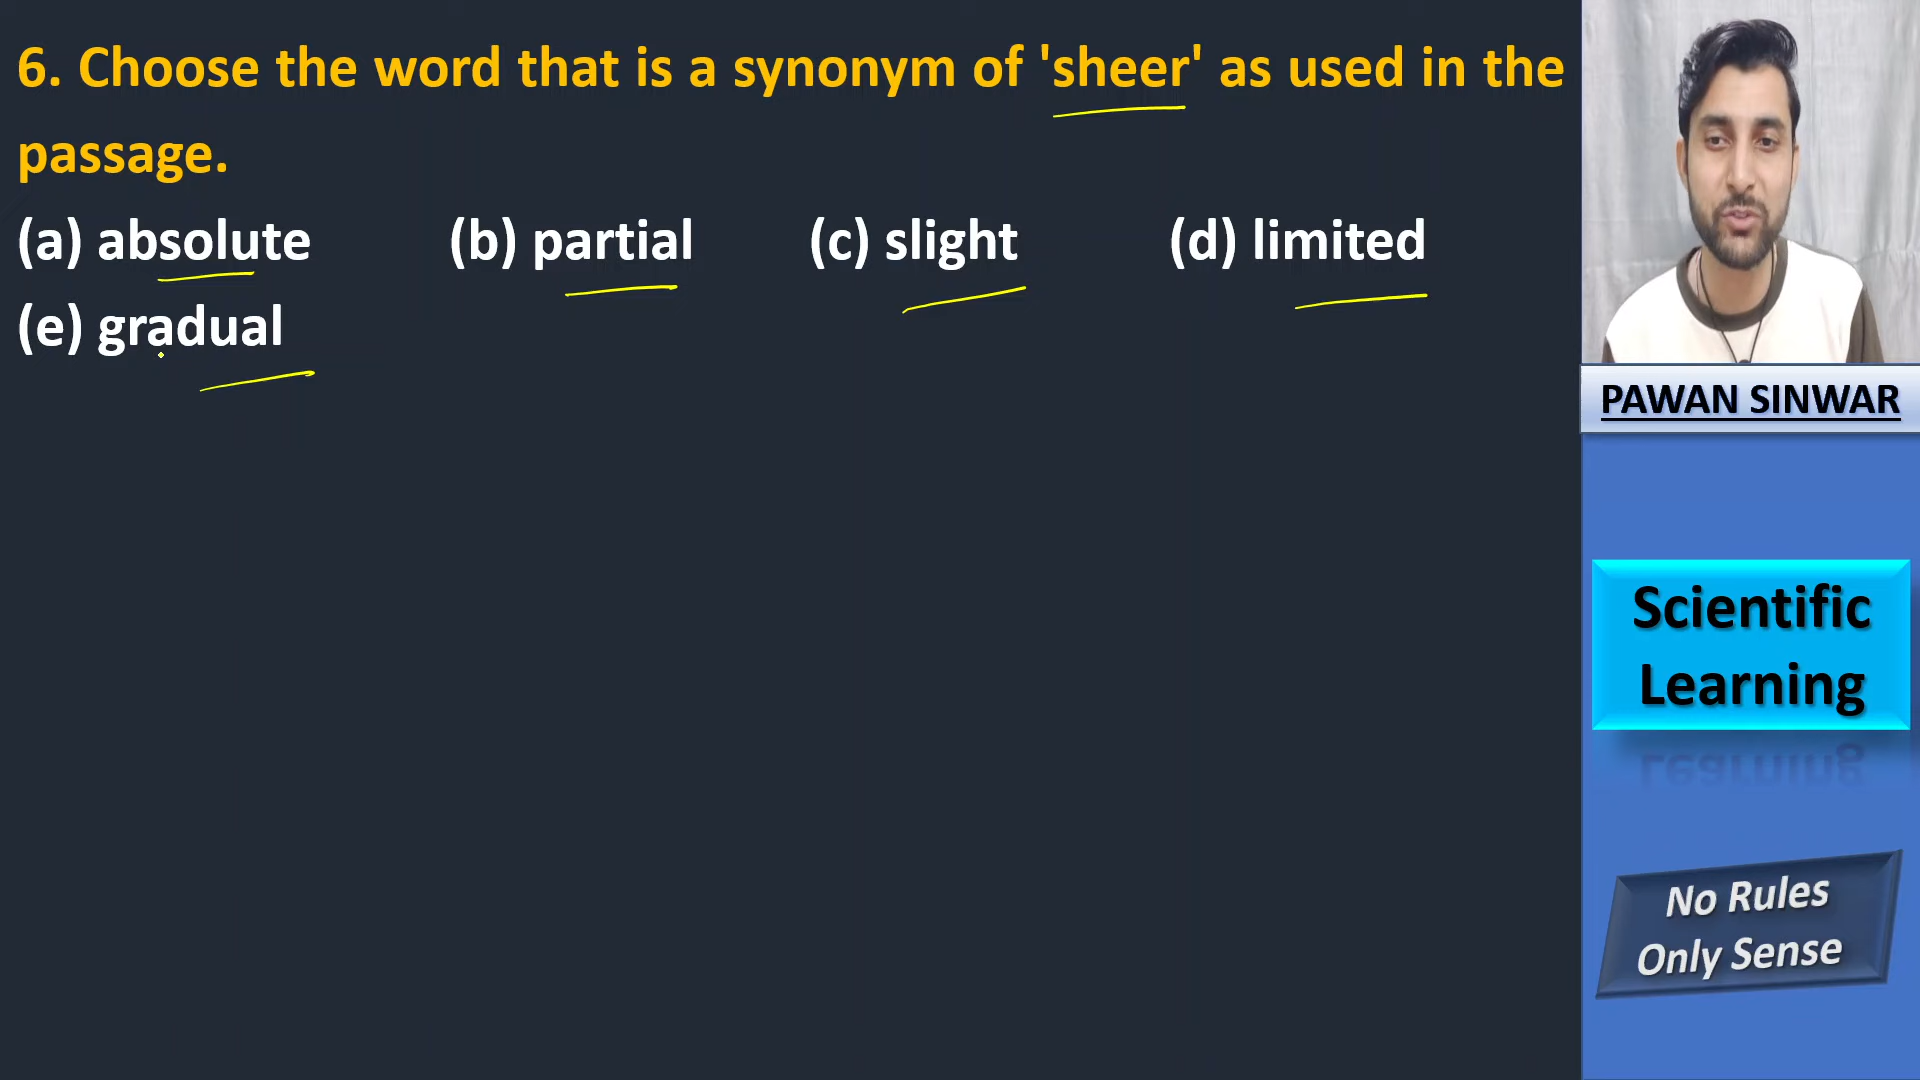 6. Choose the word that is a synonym of 'sheer' as used in the
passage.
(a) absolute (b) partial (c) slight (d) limited
(e) gradual
PAWAN SINWAR
Scientific
Learning
No Rules
Only Sense